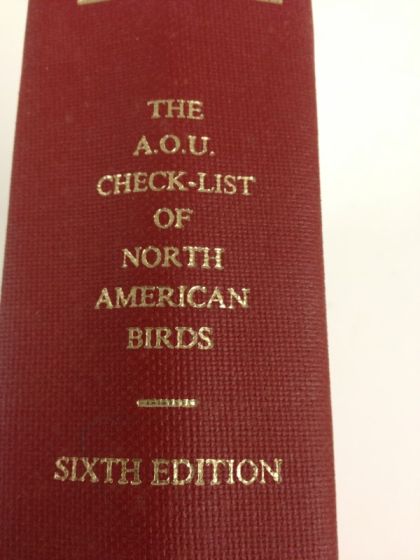 THE
A.O.U.
CHECK-LIST
OF
NORTH
AMERICAN
BIRDS
SIXTH EDITION